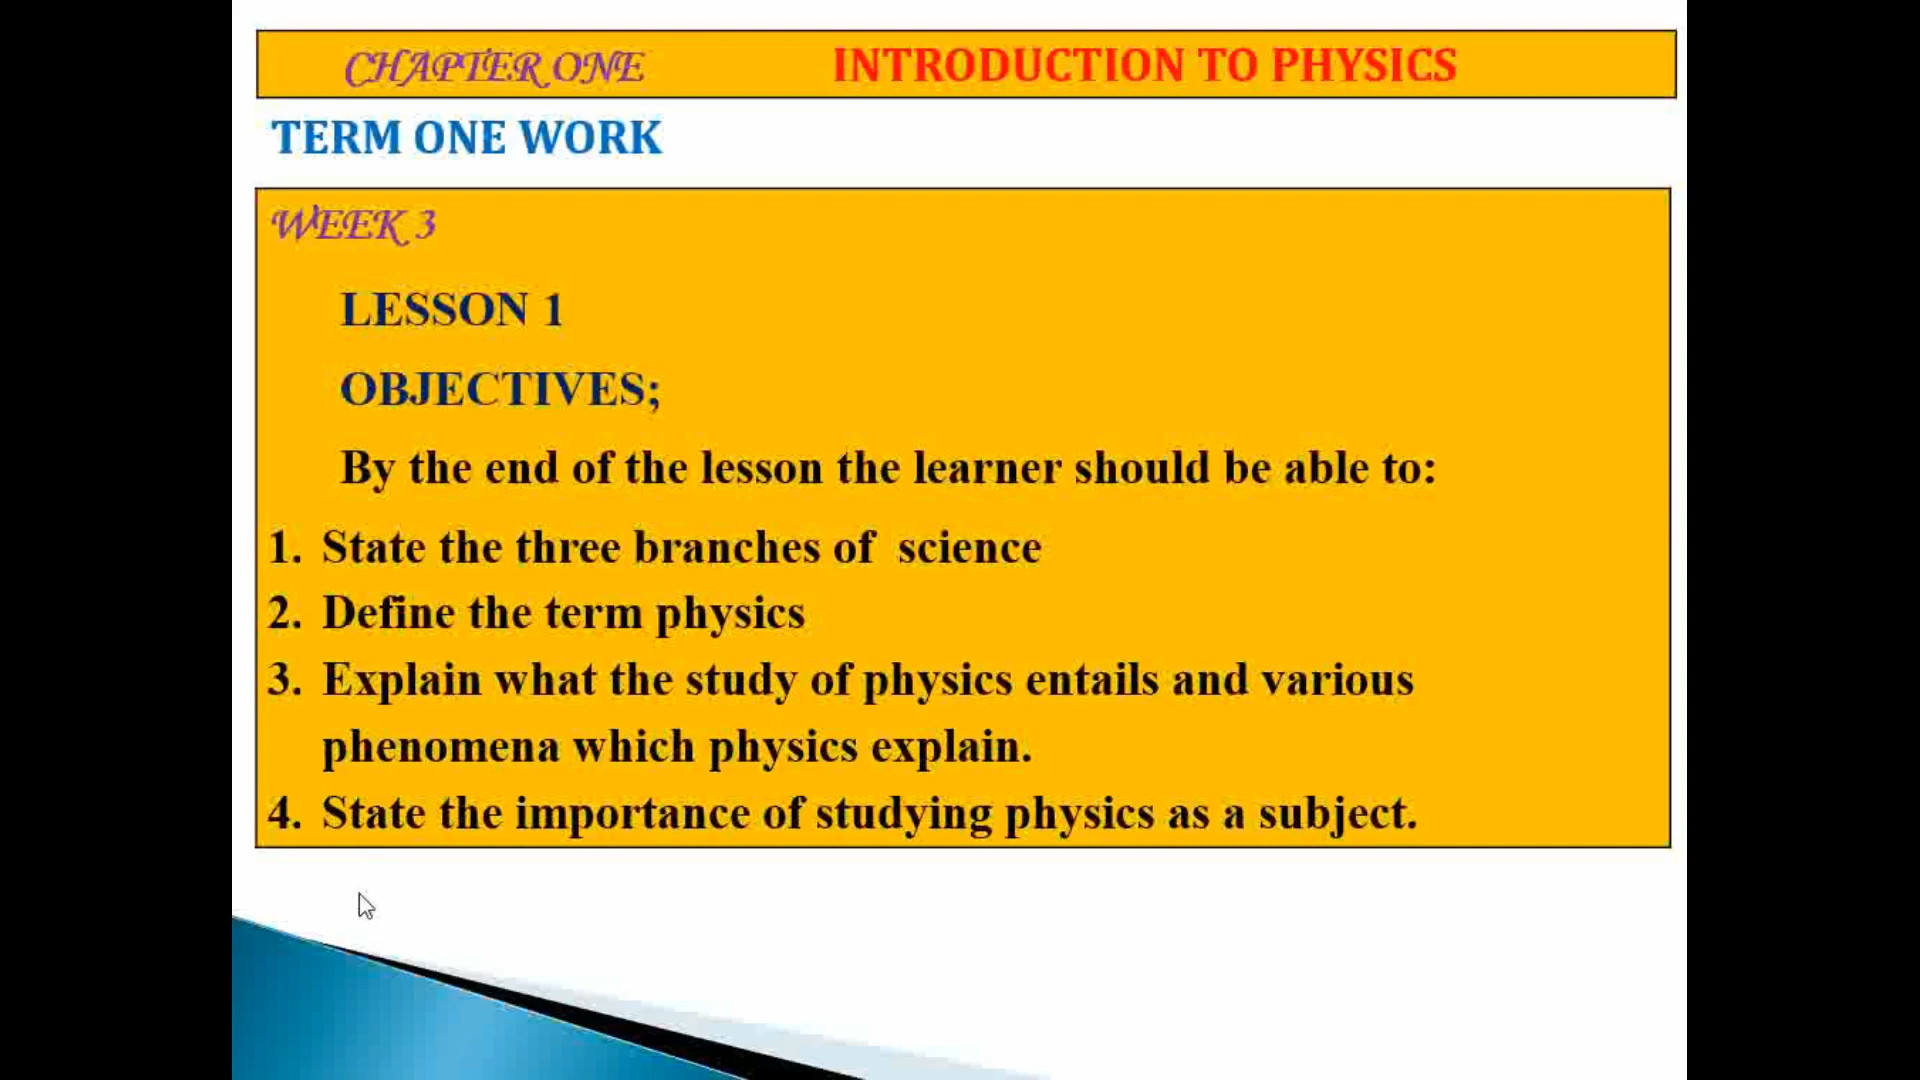 CHAPTER ONE INTRODUCTION TO PHYSICS
TERM ONE WORK
WEEK 3
LESSON 1
OBJECTIVES;
By the end of the lesson the learner should be able to:
1. State the three branches of science
2. Define the term physics
3. Explain what the study of physics entails and various
phenomena which physics explain.
4. State the importance of studying physics as a subject.